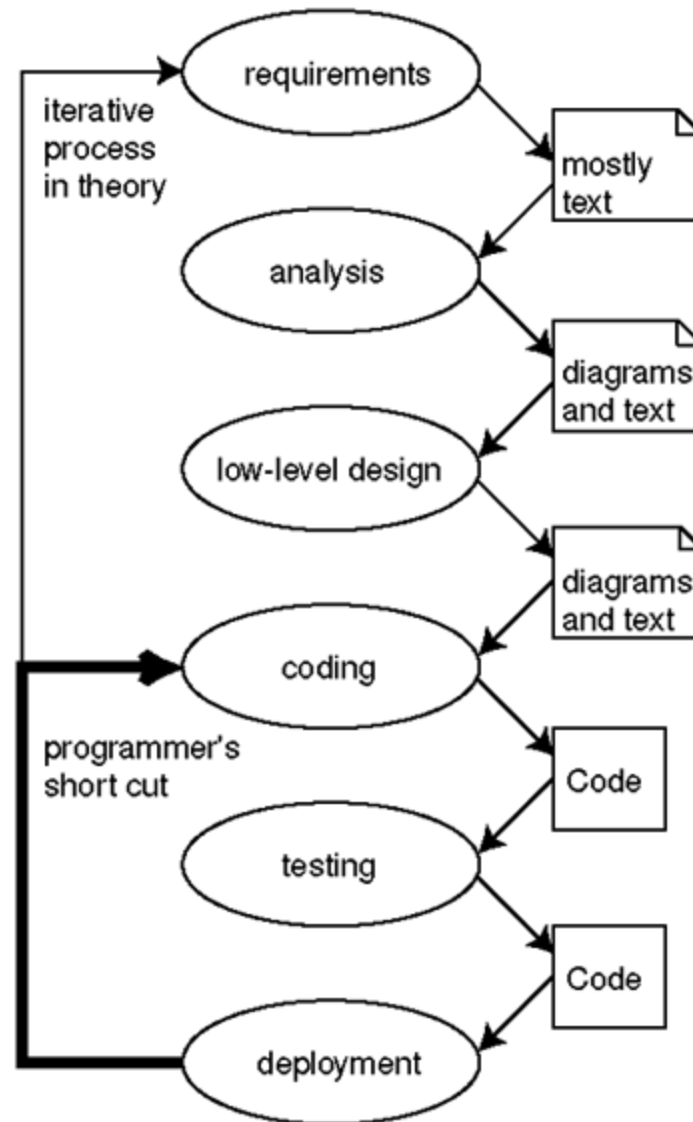 requirements
iterative
process
in theory
mostly
text
analysis
diagrams
and text
low-level design
diagrams
and text
coding
programmer's
short cut
Code
testing
Code
deployment